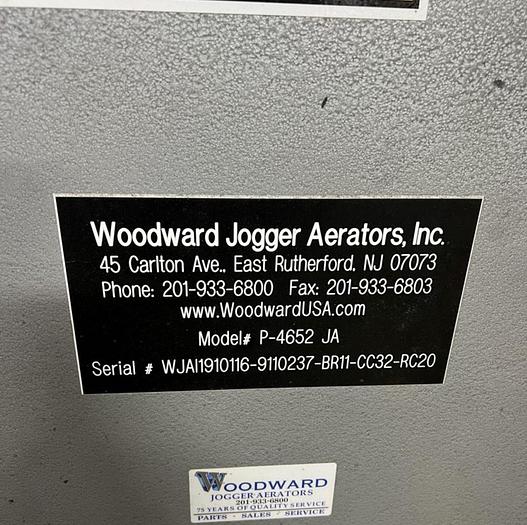 Woodward Jogger Aerators, Inc.
45 Carlton Ave., East Rutherford, NJ 07073
Phone: 201-933-6800 Fax: 201-933-6803
www.WoodwardUSA.com
Model# P-4652 JA
Serial # WJAI1910116-9110237-BR11-CC32-RC20
WOODWARD
JOGGER AERATORS
201-933-6800
75 YEARS OF QUALITY SERVICE
PARTS - SALES - SERVICE